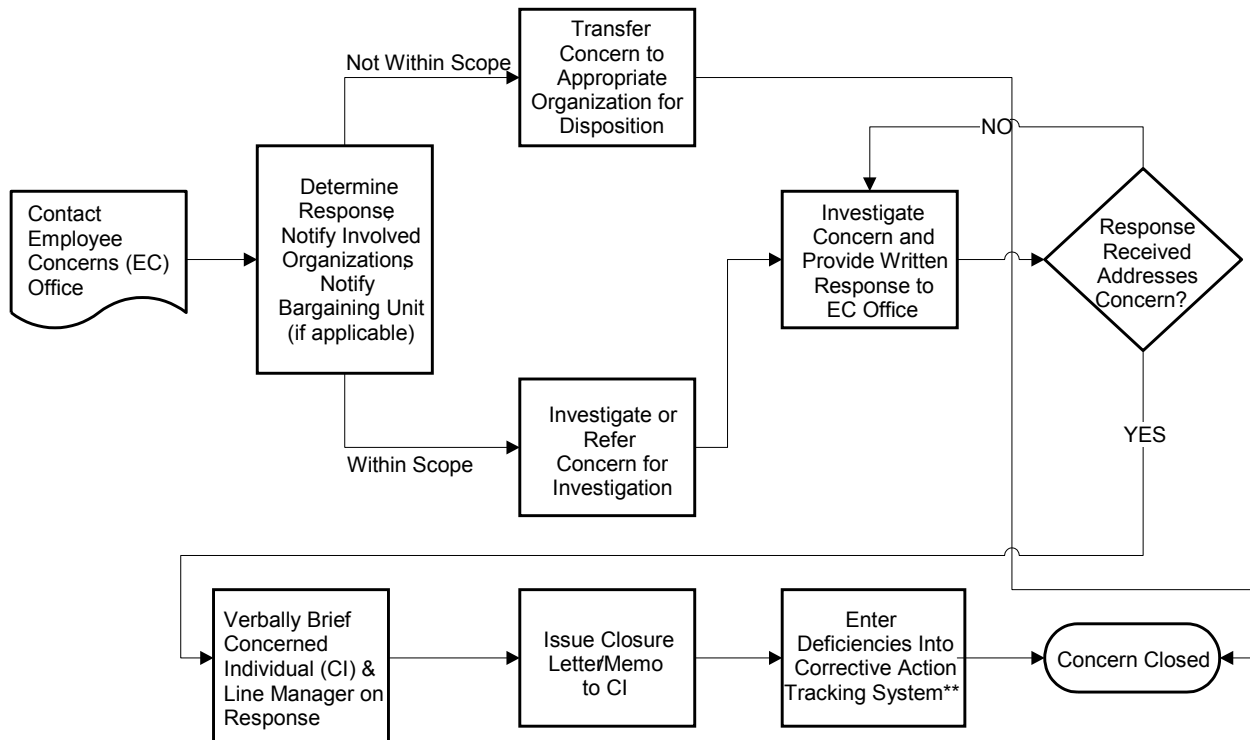 Contact
Employee
Concerns (EC)
Office
Determine
Response,
Notify Involved
Organizations,
Notify
Bargaining Unit
(if applicable)
Not Within Scope
Transfer
Concern to
Appropriate
Organization for
Disposition
Within Scope
Investigate or
Refer
Concern for
Investigation
Investigate
Concern and
Provide Written
Response to
EC Office
NO
Response
Received
Addresses
Concern?
YES
Verbally Brief
Concerned
Individual (CI) &
Line Manager on
Response
Issue Closure
Letter/Memo
to CI
Enter
Deficiencies Into
Corrective Action
Tracking System**
Concern Closed